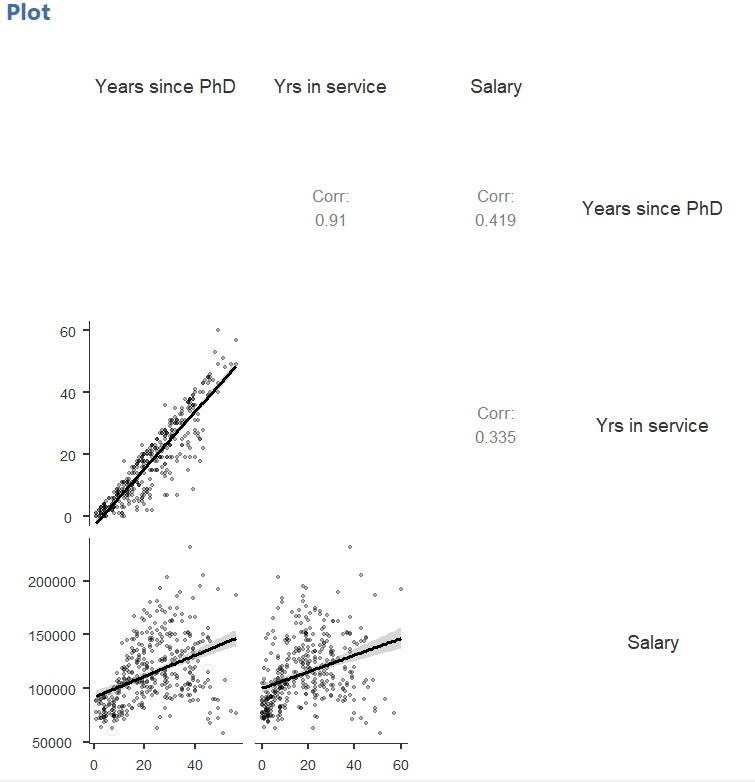 Plot
Years since PhD Yrs in service Salary
Corr: Corr:
0.91 0.419
Years since PhD
60
40
20
0
Corr:
0.335
Yrs in service
200000
150000
100000
50000
Salary
0 20 40 0 20 40 60